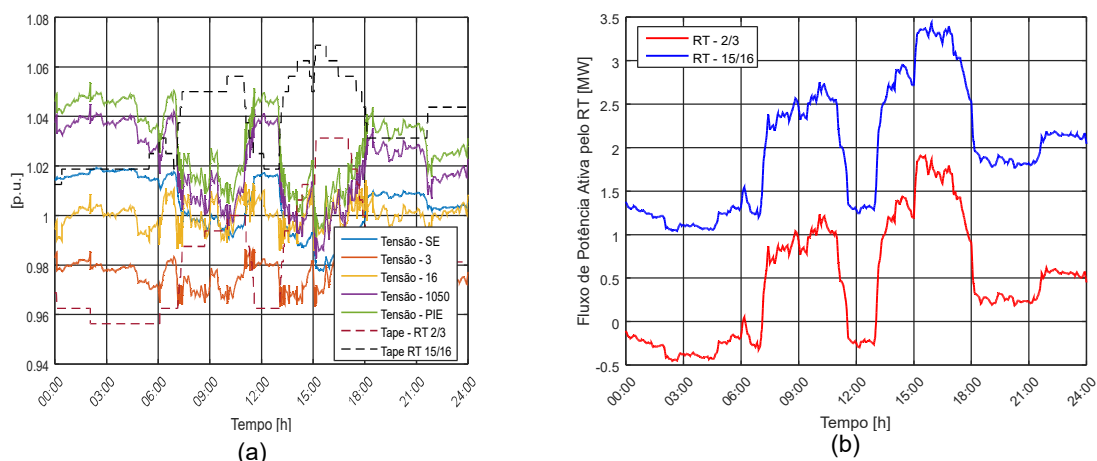 1.08
1.06
1.04
1.02
1
0.98
0.96
0.94
[p.u.]
00:00
03:00
06:00
09:00
12:00
15:00
18:00
21:00
24:00
Tempo [h]
Tensão - SE
Tensão - 3
Tensão - 16
Tensão - 1050
Tensão - PIE
Tape - RT 2/3
Tape RT 15/16
(a)
3.5
3
2.5
2
1.5
1
0.5
0
-0.5
Fluxo de Potência Ativa pelo RT [MW]
RT - 2/3
RT - 15/16
00:00
03:00
06:00
09:00
12:00
15:00
18:00
21:00
24:00
Tempo [h]
(b)